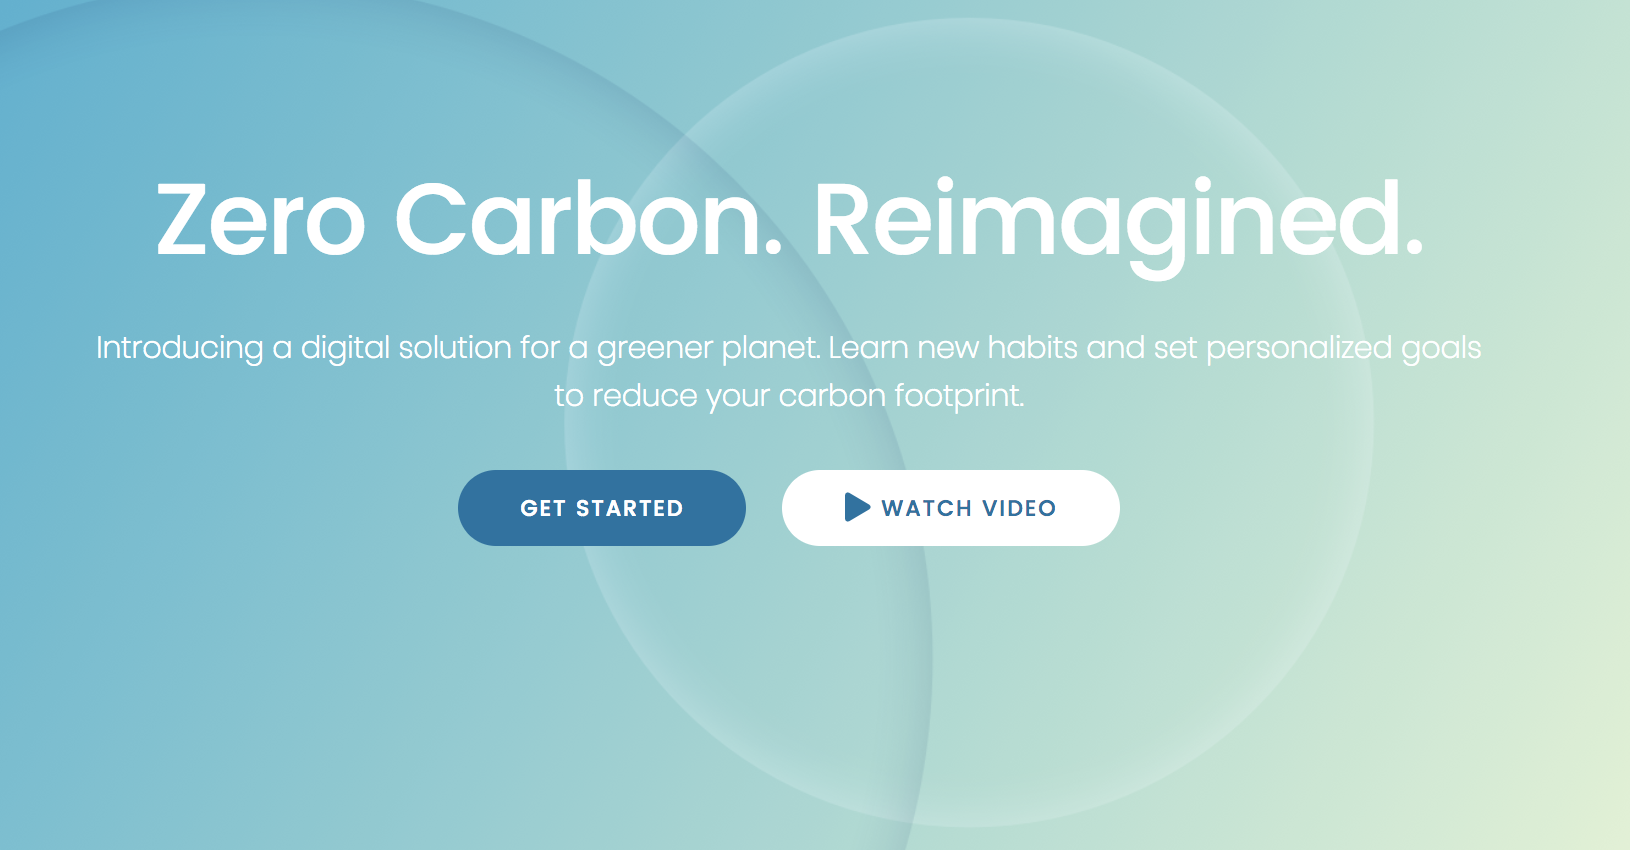 Zero Carbon. Reimagined.
Introducing a digital solution for a greener planet. Learn new habits and set personalized goals
to reduce your carbon footprint.
GET STARTED
WATCH VIDEO